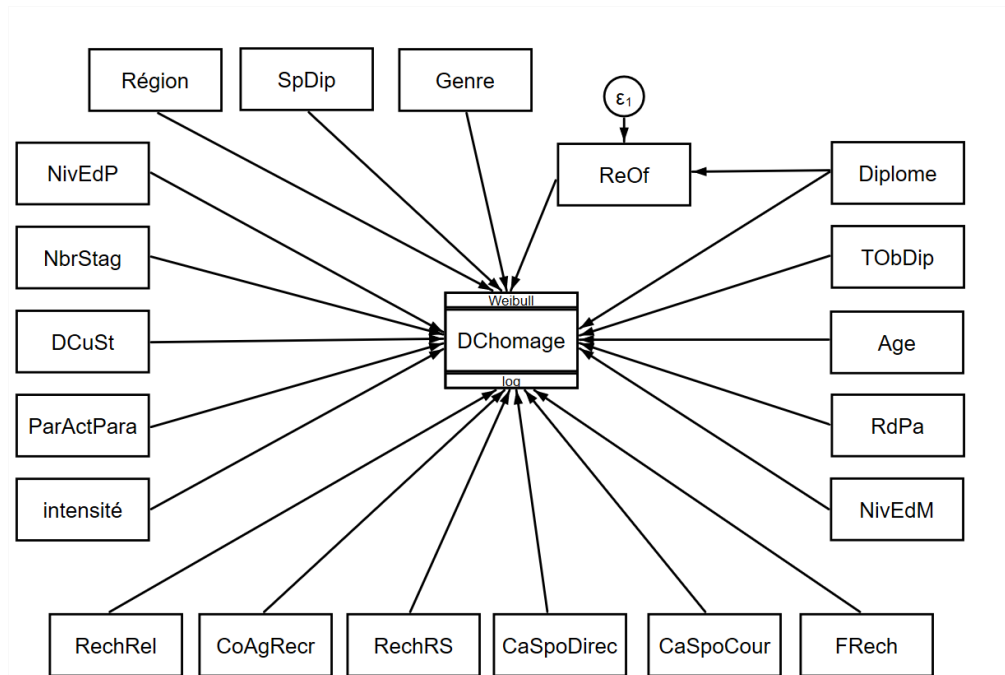 Région
SpDip
Genre
ε₁
NivEdP
ReOf
Diplome
NbrStag
TObDip
Weibull
DCuSt
DChomage
Age
log
ParActPara
RdPa
intensité
NivEdM
RechRel
CoAgRecr
RechRS
CaSpoDirec
CaSpoCour
FRech